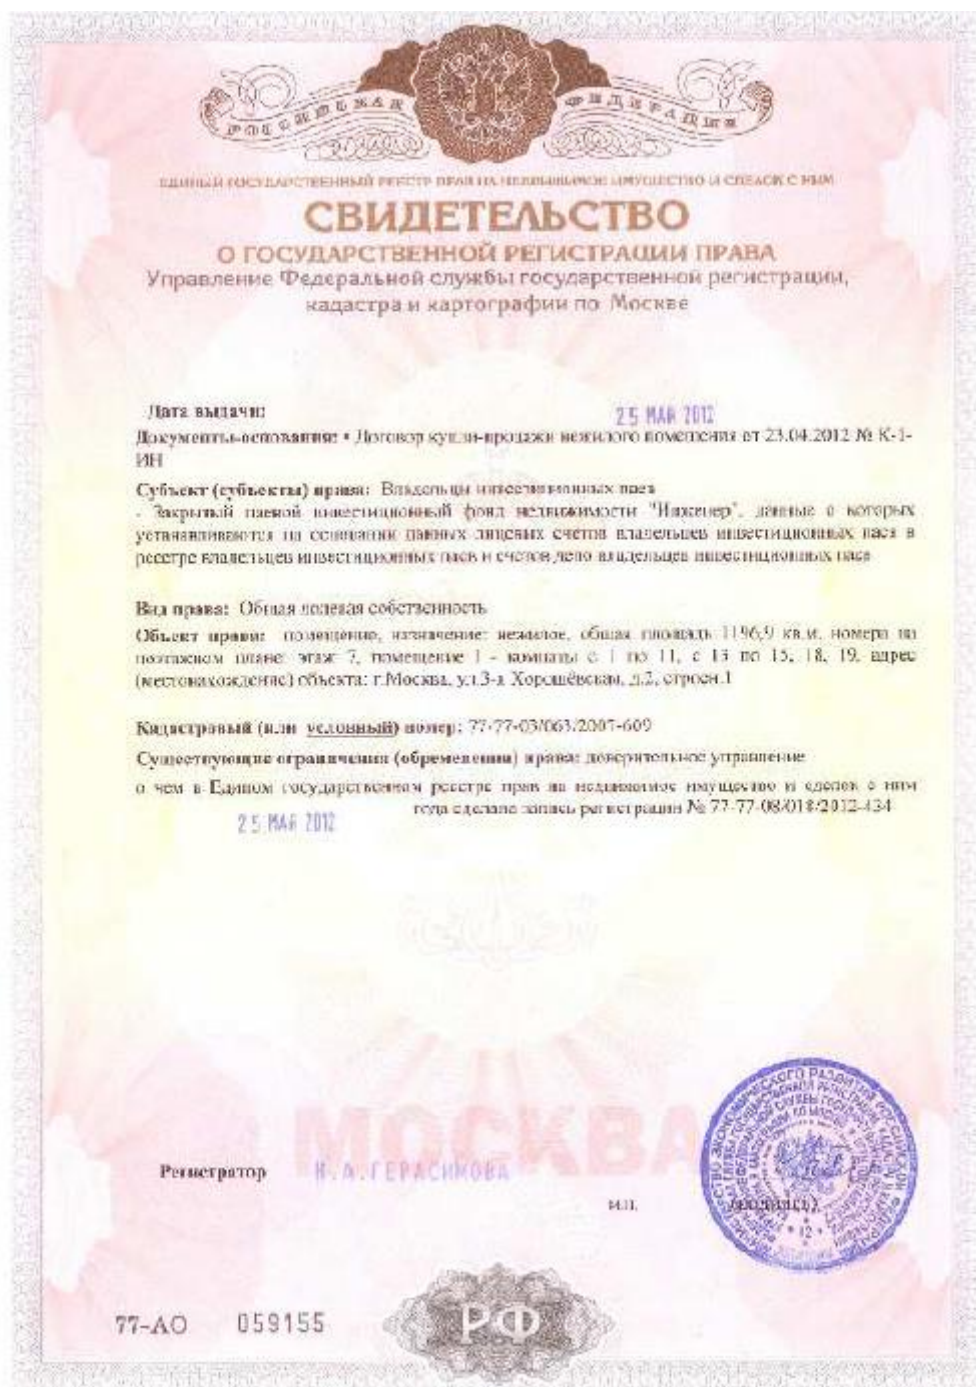 РОССИЙСКАЯ ФЕДЕРАЦИЯ
ЕДИНЫЙ ГОСУДАРСТВЕННЫЙ РЕЕСТР ПРАВ НА НЕДВИЖИМОЕ ИМУЩЕСТВО И СДЕЛОК С НИМ
СВИДЕТЕЛЬСТВО
О ГОСУДАРСТВЕННОЙ РЕГИСТРАЦИИ ПРАВА
Управление Федеральной службы государственной регистрации,
кадастра и картографии по Москве
Дата выдачи: 25 МАЯ 2012
Документы-основания: • Договор купли-продажи нежилого помещения от 23.04.2012 № К-1-
ИН
Субъект (субъекты) права: Владельцы инвестиционных паев
- Закрытый паевой инвестиционный фонд недвижимости "Инженер", данные о которых
устанавливаются на основании данных лицевых счетов владельцев инвестиционных паев в
реестре владельцев инвестиционных паев и счетов депо владельцев инвестиционных паев
Вид права: Общая долевая собственность
Объект права: помещение, назначение: нежилое, общая площадь 1196,9 кв.м, номера на
поэтажном плане: этаж 7, помещение I - комнаты с 1 по 11, с 13 по 15, 18, 19, адрес
(местонахождение) объекта: г.Москва, ул.3-я Хорошёвская, д.2, строен.1
Кадастровый (или условный) номер: 77-77-03/063/2007-609
Существующие ограничения (обременения) права: доверительное управление
о чем в Едином государственном реестре прав на недвижимое имущество и сделок с ним
25 МАЯ 2012 года сделана запись регистрации № 77-77-08/018/2012-434
МОСКВА
Регистратор Н.А.ГЕРАСИМОВА
м.п. (подпись)
77-АО 059155
РФ